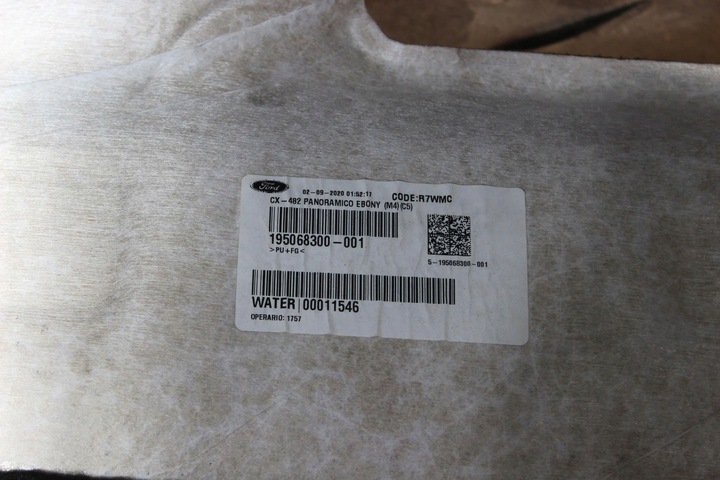 Ford
02-09-2020 01:52:17 CODE:R7WMC
CX-482 PANORAMICO EBONY (M4)(C5)
195068300-001
>PU+FG<
S-195068300-001
WATER|00011546
OPERARIO: 1757